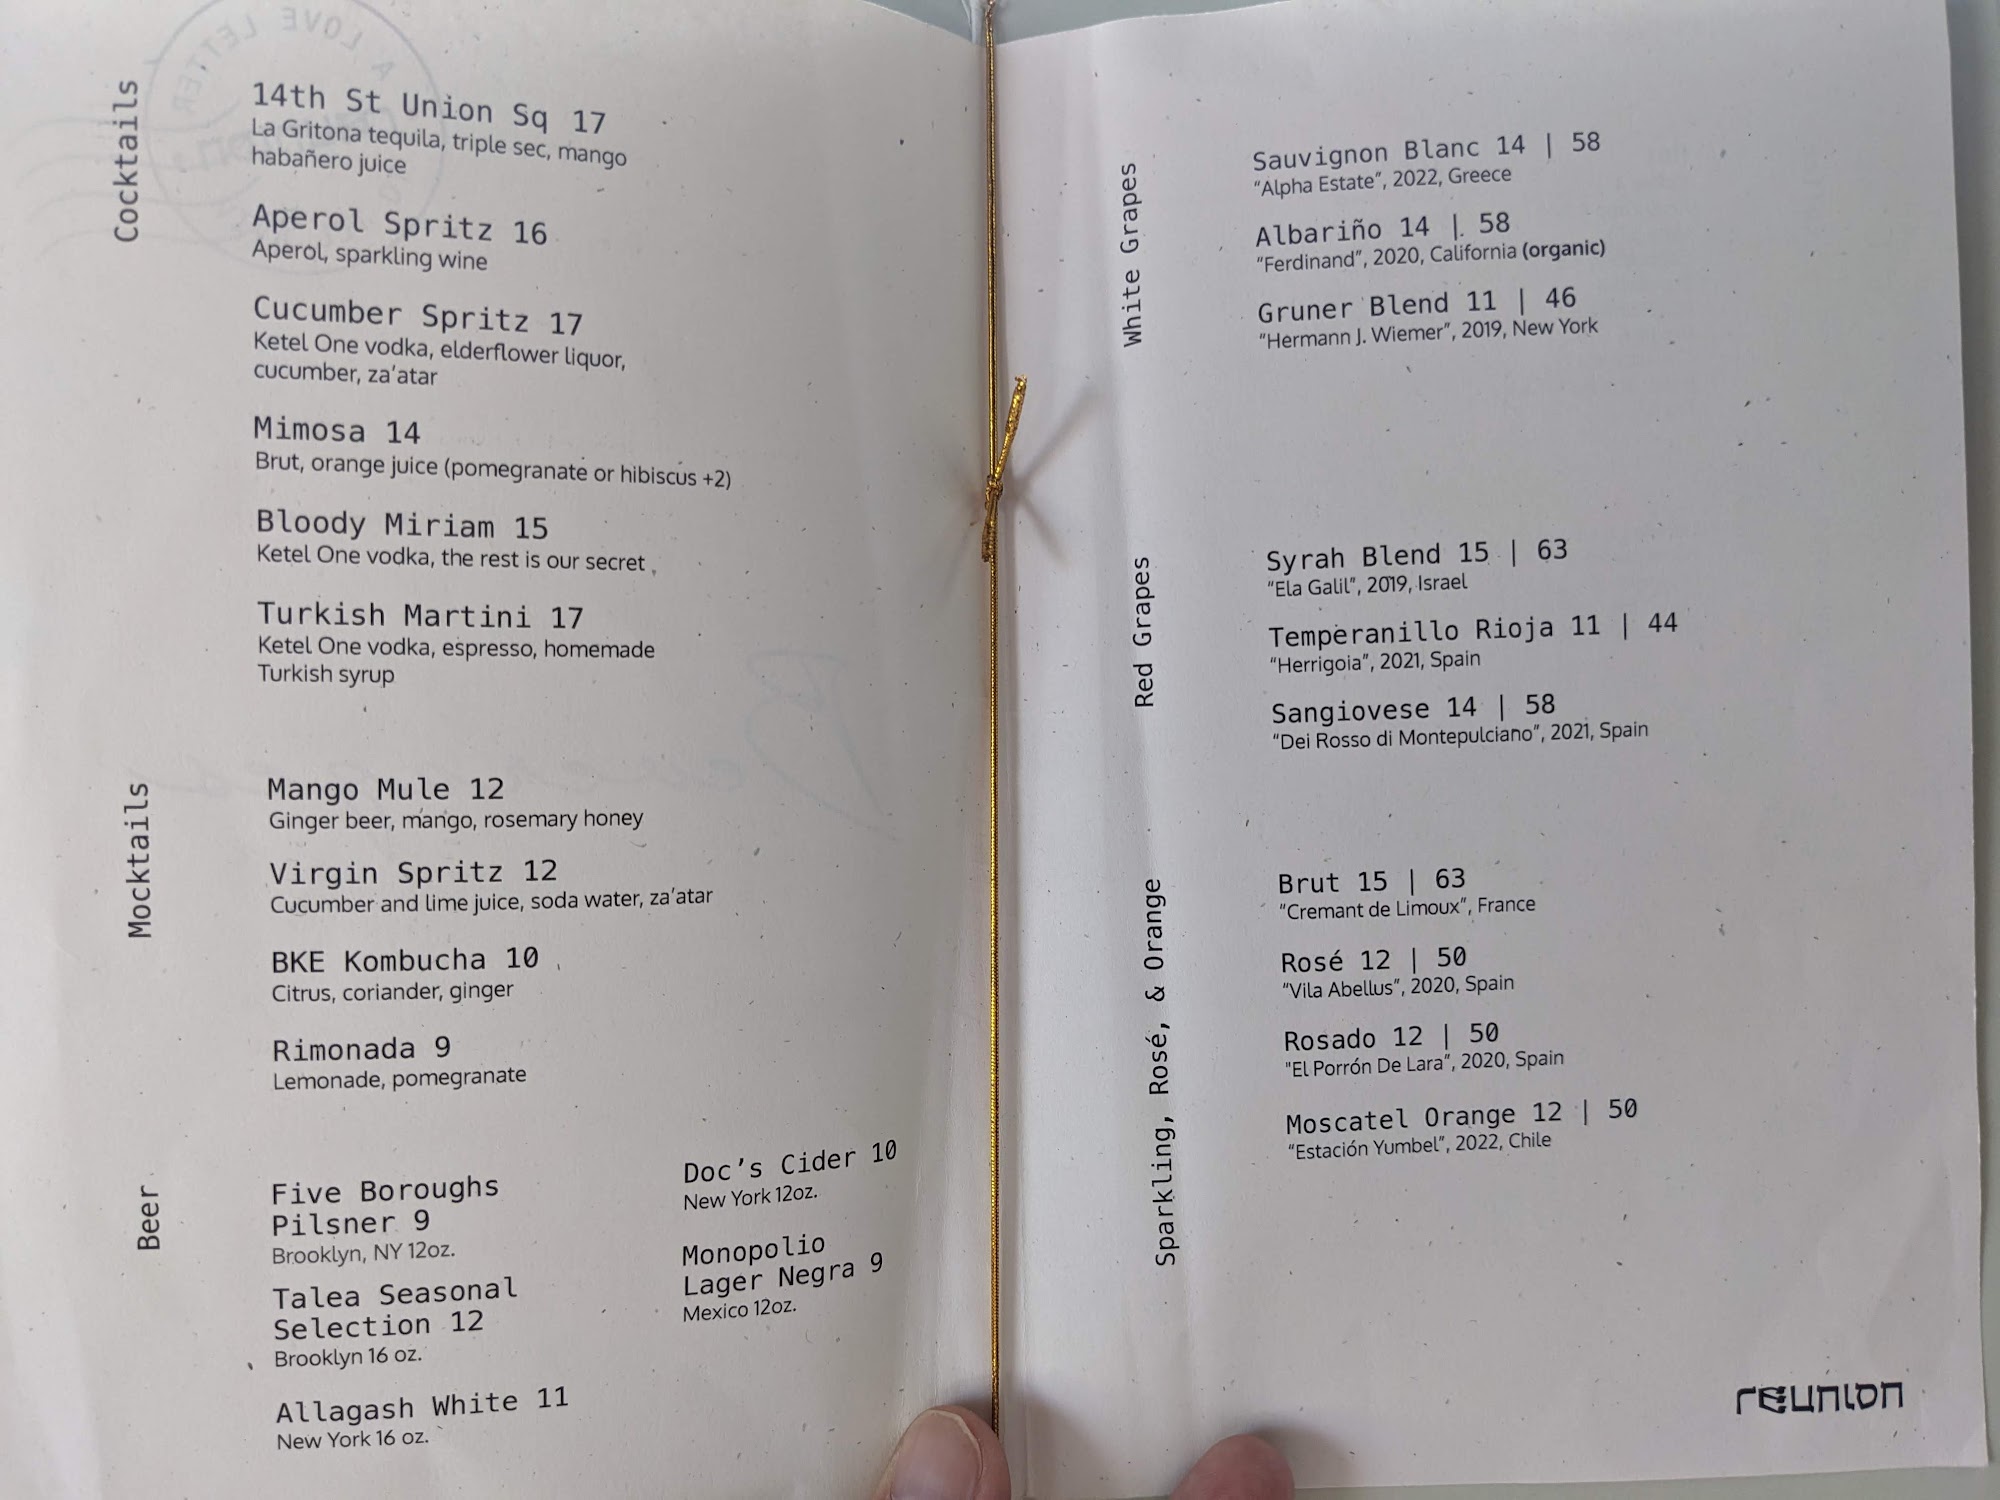 Cocktails
14th St Union Sq 17
La Gritona tequila, triple sec, mango
habañero juice
Aperol Spritz 16
Aperol, sparkling wine
Cucumber Spritz 17
Ketel One vodka, elderflower liquor,
cucumber, za'atar
Mimosa 14
Brut, orange juice (pomegranate or hibiscus +2)
Bloody Miriam 15
Ketel One vodka, the rest is our secret
Turkish Martini 17
Ketel One vodka, espresso, homemade
Turkish syrup
Mocktails
Mango Mule 12
Ginger beer, mango, rosemary honey
Virgin Spritz 12
Cucumber and lime juice, soda water, za'atar
BKE Kombucha 10
Citrus, coriander, ginger
Rimonada 9
Lemonade, pomegranate
Beer
Five Boroughs
Pilsner 9
Brooklyn, NY 12oz.
Talea Seasonal
Selection 12
Brooklyn 16 oz.
Allagash White 11
New York 16 oz.
Doc's Cider 10
New York 12oz.
Monopolio
Lager Negra 9
Mexico 12oz.
White Grapes
Sauvignon Blanc 14 | 58
"Alpha Estate", 2022, Greece
Albariño 14 | 58
"Ferdinand", 2020, California (organic)
Gruner Blend 11 | 46
"Hermann J. Wiemer", 2019, New York
Red Grapes
Syrah Blend 15 | 63
"Ela Galil", 2019, Israel
Temperanillo Rioja 11 | 44
"Herrigoia", 2021, Spain
Sangiovese 14 | 58
"Dei Rosso di Montepulciano", 2021, Spain
Sparkling, Rosé, & Orange
Brut 15 | 63
"Cremant de Limoux", France
Rosé 12 | 50
"Vila Abellus", 2020, Spain
Rosado 12 | 50
"El Porrón De Lara", 2020, Spain
Moscatel Orange 12 | 50
"Estación Yumbel", 2022, Chile
reunion
A LOVE LETTER